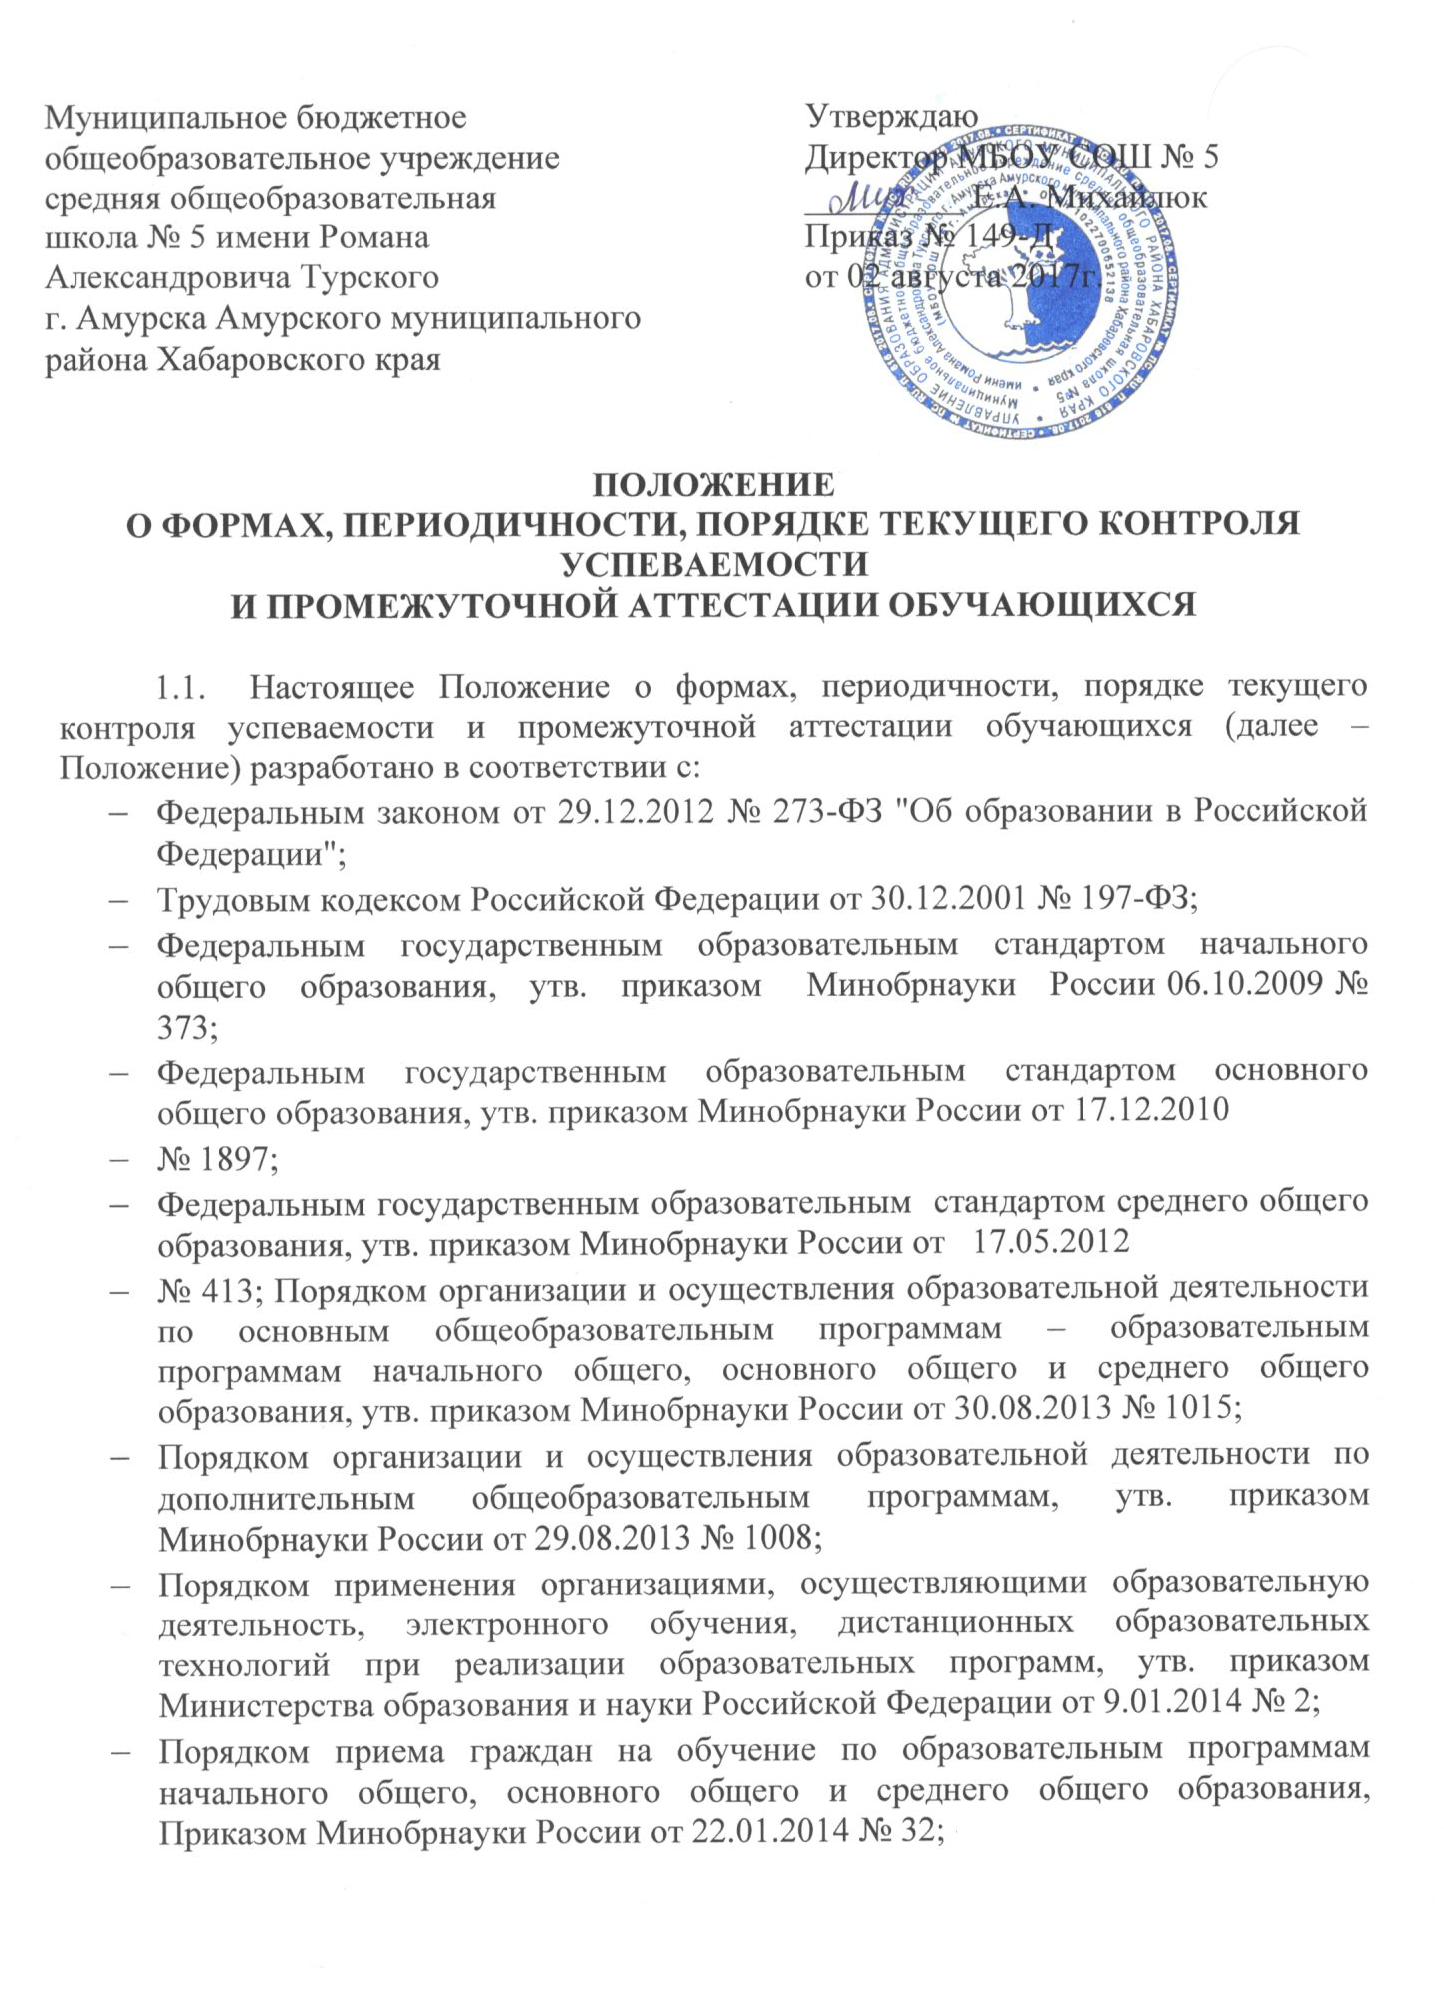 Муниципальное бюджетное
общеобразовательное учреждение
средняя общеобразовательная
школа № 5 имени Романа
Александровича Турского
г. Амурска Амурского муниципального
района Хабаровского края
Утверждаю
Директор МБОУ СОШ № 5
Е.А. Михайлюк
Приказ № 149-Д
от 02 августа 2017г.
ПОЛОЖЕНИЕ
О ФОРМАХ, ПЕРИОДИЧНОСТИ, ПОРЯДКЕ ТЕКУЩЕГО КОНТРОЛЯ
УСПЕВАЕМОСТИ
И ПРОМЕЖУТОЧНОЙ АТТЕСТАЦИИ ОБУЧАЮЩИХСЯ
1.1. Настоящее Положение о формах, периодичности, порядке текущего
контроля успеваемости и промежуточной аттестации обучающихся (далее –
Положение) разработано в соответствии с:
– Федеральным законом от 29.12.2012 № 273-ФЗ "Об образовании в Российской
Федерации";
– Трудовым кодексом Российской Федерации от 30.12.2001 № 197-ФЗ;
– Федеральным государственным образовательным стандартом начального
общего образования, утв. приказом Минобрнауки России 06.10.2009 №
373;
– Федеральным государственным образовательным стандартом основного
общего образования, утв. приказом Минобрнауки России от 17.12.2010
– № 1897;
– Федеральным государственным образовательным стандартом среднего общего
образования, утв. приказом Минобрнауки России от 17.05.2012
– № 413; Порядком организации и осуществления образовательной деятельности
по основным общеобразовательным программам – образовательным
программам начального общего, основного общего и среднего общего
образования, утв. приказом Минобрнауки России от 30.08.2013 № 1015;
– Порядком организации и осуществления образовательной деятельности по
дополнительным общеобразовательным программам, утв. приказом
Минобрнауки России от 29.08.2013 № 1008;
– Порядком применения организациями, осуществляющими образовательную
деятельность, электронного обучения, дистанционных образовательных
технологий при реализации образовательных программ, утв. приказом
Министерства образования и науки Российской Федерации от 9.01.2014 № 2;
– Порядком приема граждан на обучение по образовательным программам
начального общего, основного общего и среднего общего образования,
Приказом Минобрнауки России от 22.01.2014 № 32;